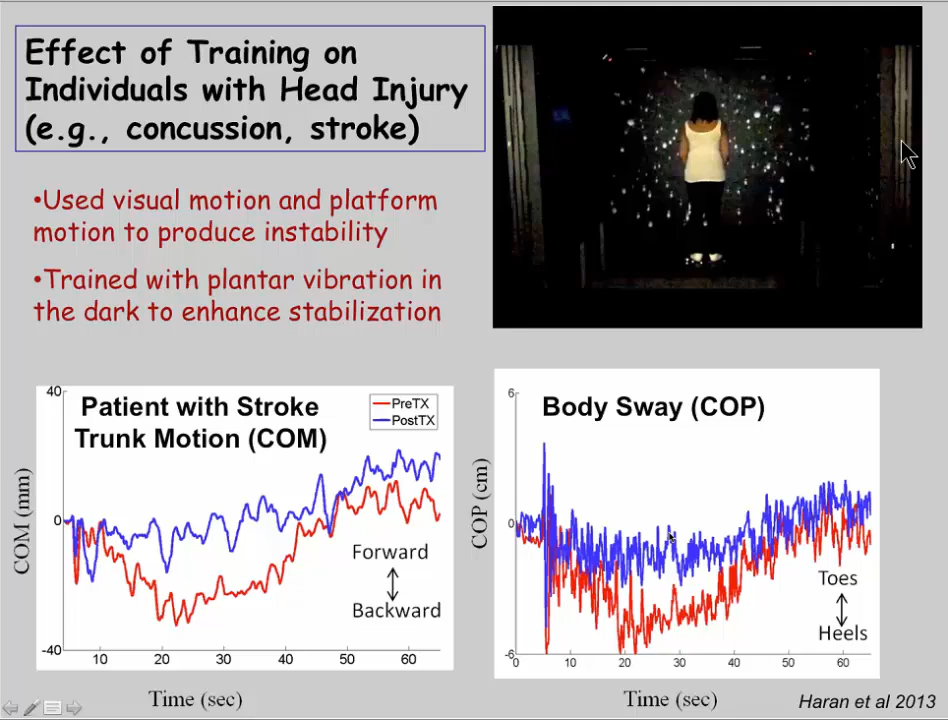 Effect of Training on
Individuals with Head Injury
(e.g., concussion, stroke)
•Used visual motion and platform
motion to produce instability
•Trained with plantar vibration in
the dark to enhance stabilization
Patient with Stroke
Trunk Motion (COM)
PreTX
PostTX
COM (mm)
40
0
-40
Forward
Backward
10 20 30 40 50 60
Time (sec)
Body Sway (COP)
COP (cm)
6
0
-6
Toes
Heels
0 10 20 30 40 50 60
Time (sec)
Haran et al 2013